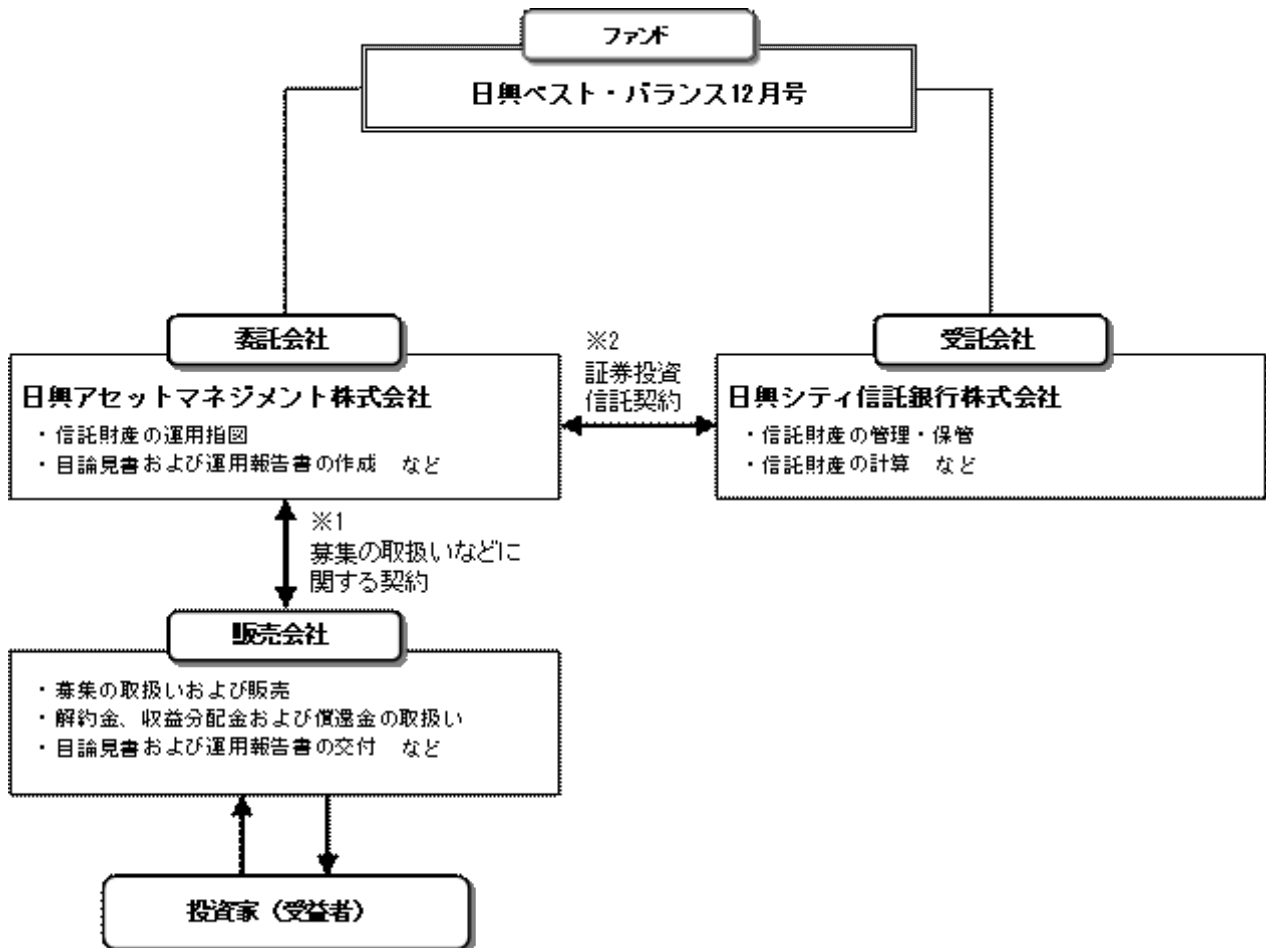 ファンド
日興ベスト・バランス12月号
委託会社
日興アセットマネジメント株式会社
・信託財産の運用指図
・目論見書および運用報告書の作成　など
※2
証券投資
信託契約
受託会社
日興シティ信託銀行株式会社
・信託財産の管理・保管
・信託財産の計算　など
※1
募集の取扱いなどに
関する契約
販売会社
・募集の取扱いおよび販売
・解約金、収益分配金および償還金の取扱い
・目論見書および運用報告書の交付　など
投資家（受益者）